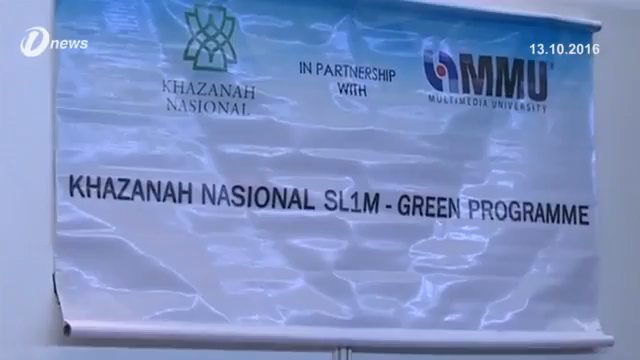 news
13.10.2016
KHAZANAH
NASIONAL
IN PARTNERSHIP
WITH
MMU
MULTIMEDIA UNIVERSITY
KHAZANAH NASIONAL SL1M - GREEN PROGRAMME